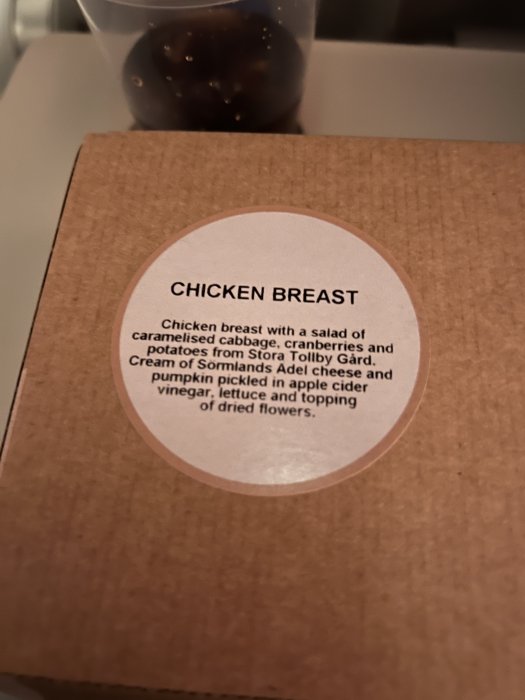 CHICKEN BREAST
Chicken breast with a salad of
caramelised cabbage, cranberries and
potatoes from Stora Tollby Gård.
Cream of Sörmlands Ädel cheese and
pumpkin pickled in apple cider
vinegar, lettuce and topping
of dried flowers.